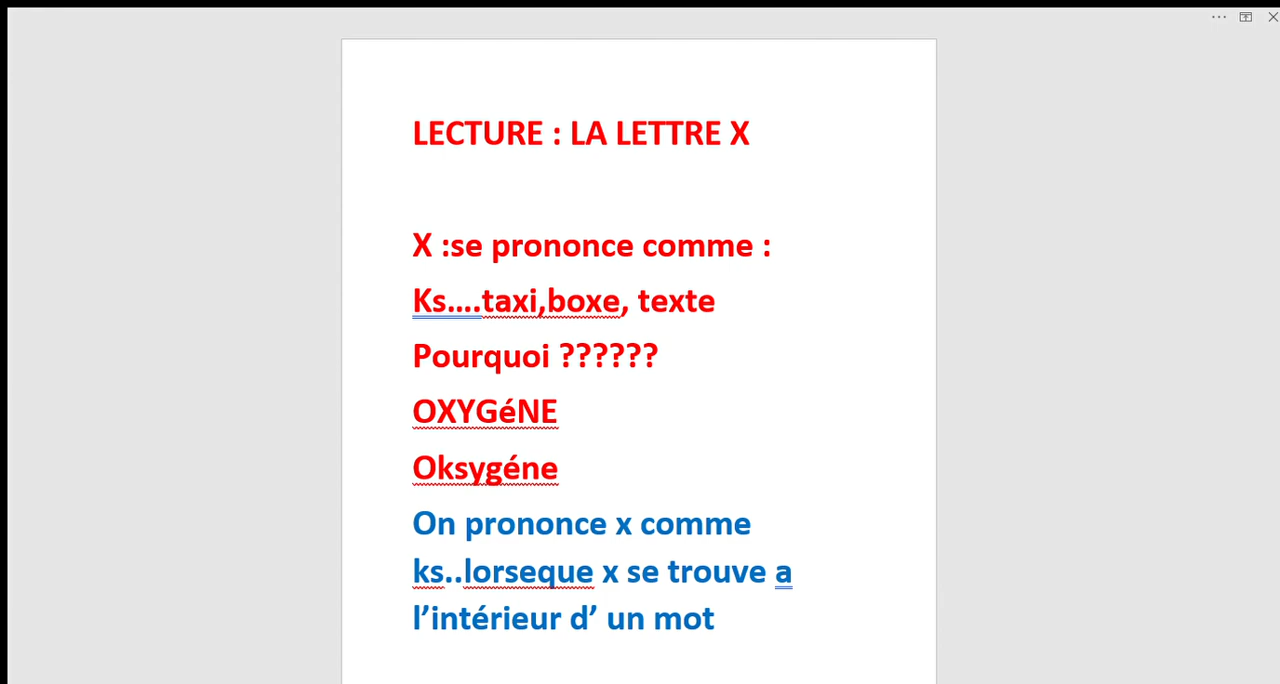 LECTURE : LA LETTRE X
X :se prononce comme :
Ks....taxi,boxe, texte
Pourquoi ??????
OXYGéNE
Oksygéne
On prononce x comme
ks..lorseque x se trouve a
l’intérieur d’ un mot